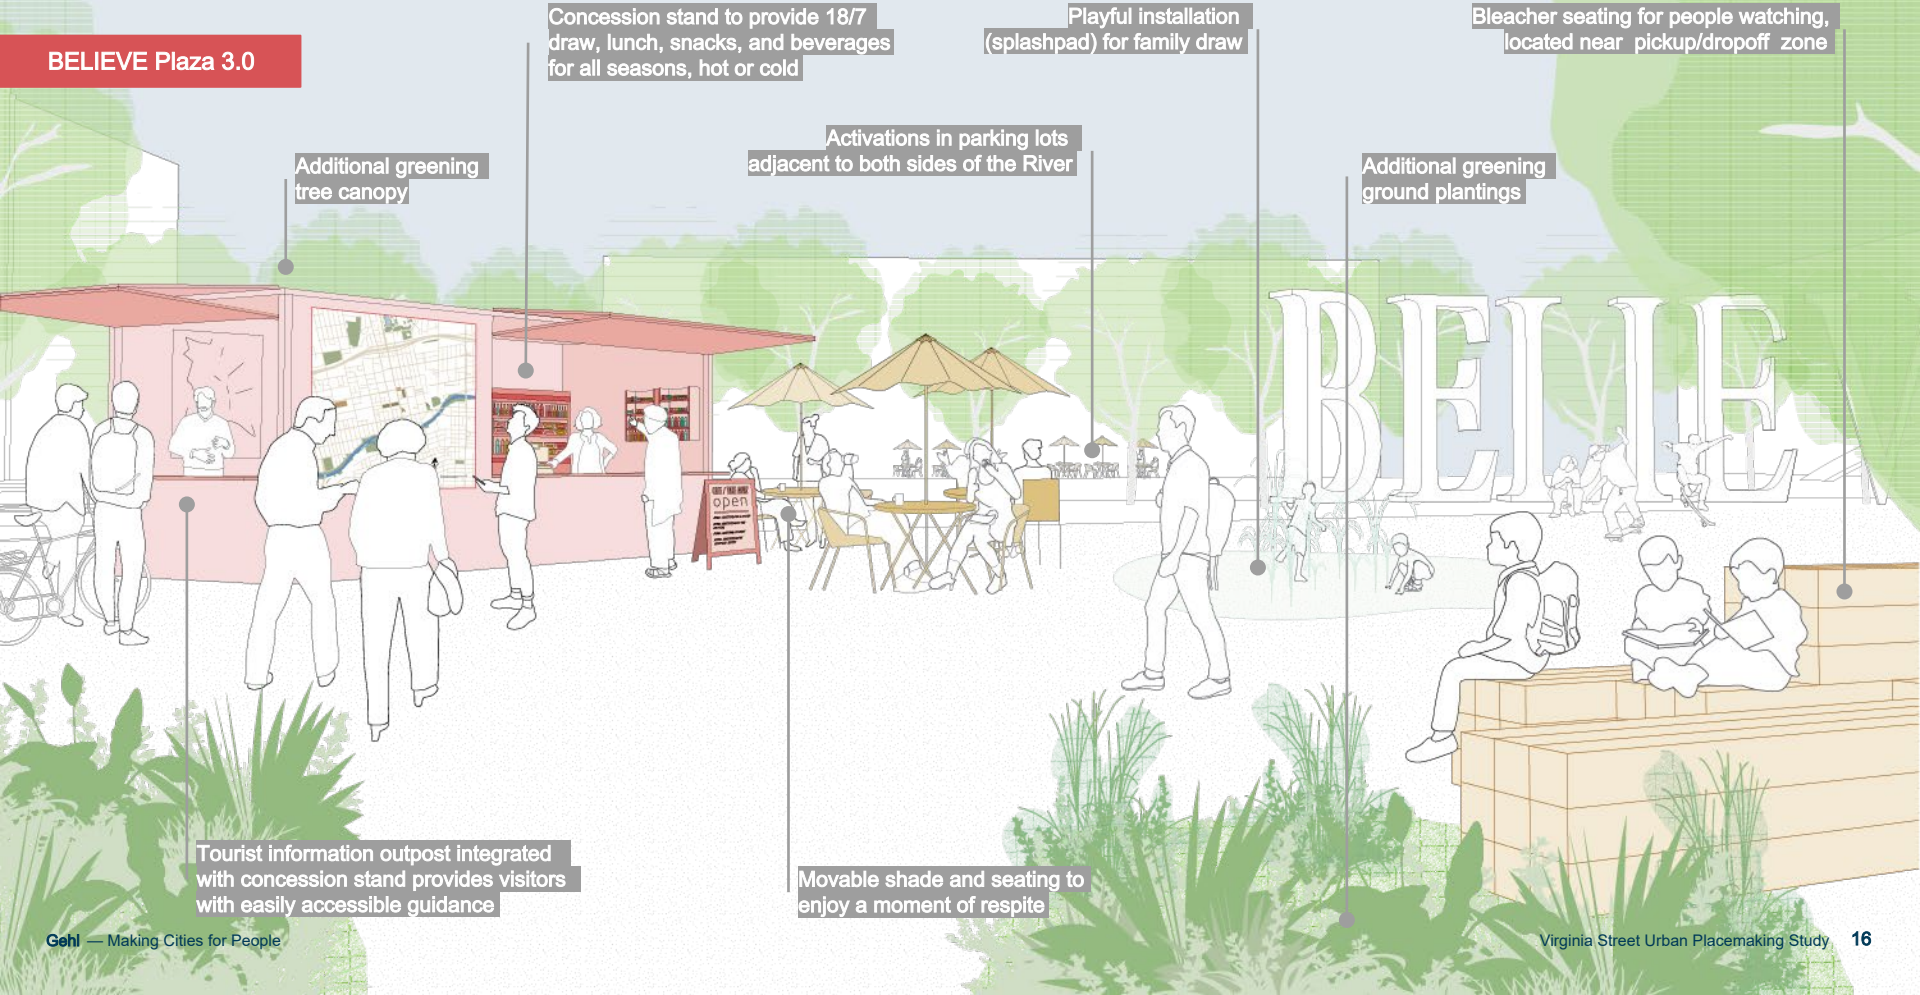 BELIEVE Plaza 3.0
Concession stand to provide 18/7
draw, lunch, snacks, and beverages
for all seasons, hot or cold
Playful installation
(splashpad) for family draw
Bleacher seating for people watching,
located near pickup/dropoff zone
Additional greening
tree canopy
Activations in parking lots
adjacent to both sides of the River
Additional greening
ground plantings
BELIE
open
Tourist information outpost integrated
with concession stand provides visitors
with easily accessible guidance
Movable shade and seating to
enjoy a moment of respite
Gehl — Making Cities for People
Virginia Street Urban Placemaking Study 16